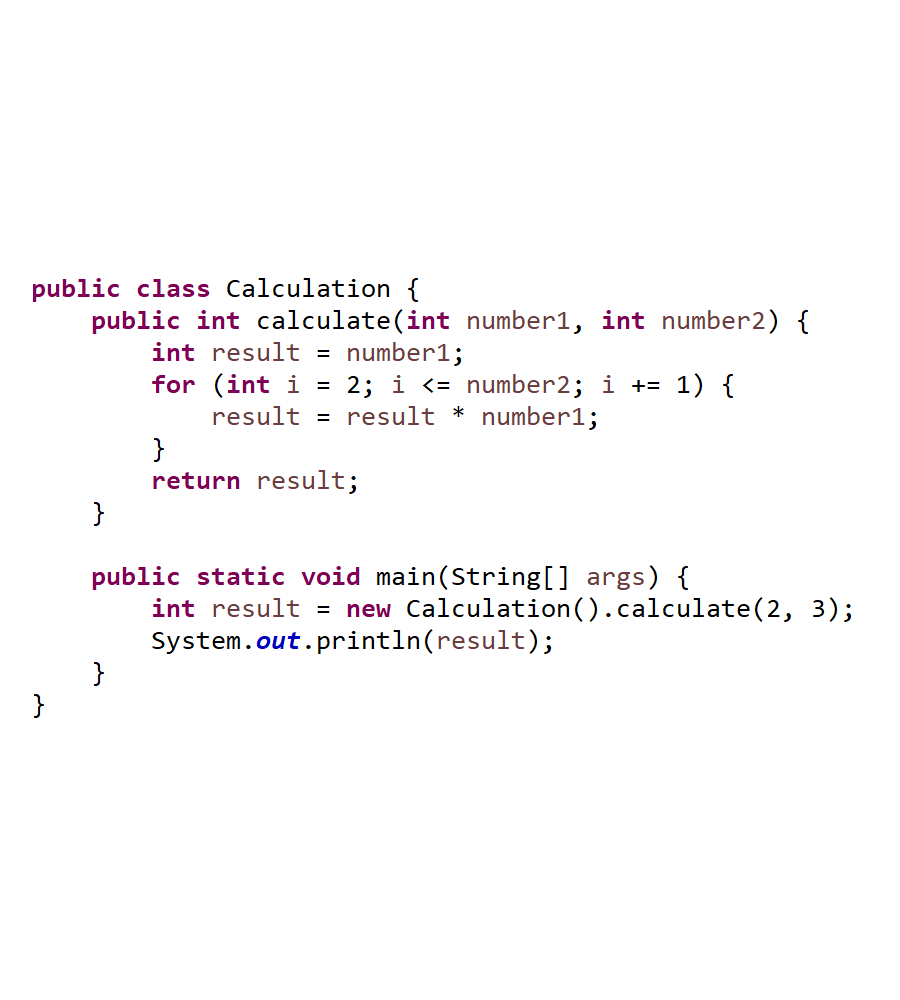 public class Calculation {
    public int calculate(int number1, int number2) {
        int result = number1;
        for (int i = 2; i <= number2; i += 1) {
            result = result * number1;
        }
        return result;
    }

    public static void main(String[] args) {
        int result = new Calculation().calculate(2, 3);
        System.out.println(result);
    }
}